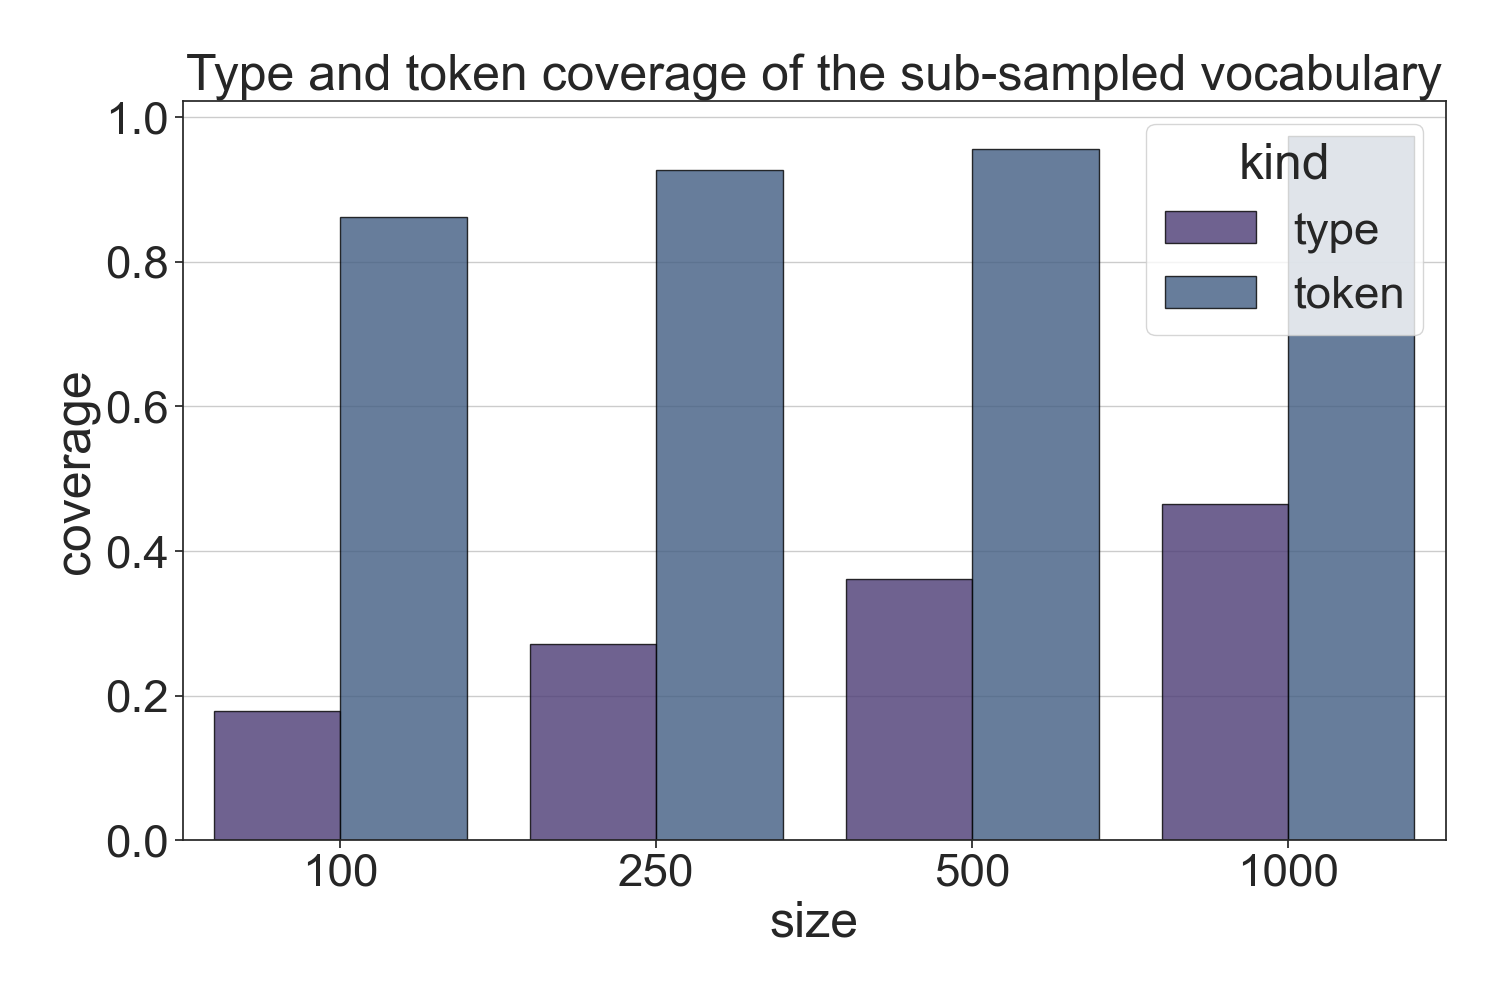 Type and token coverage of the sub-sampled vocabulary
1.0
0.8
0.6
0.4
0.2
0.0
coverage
kind
type
token
100
250
500
1000
size